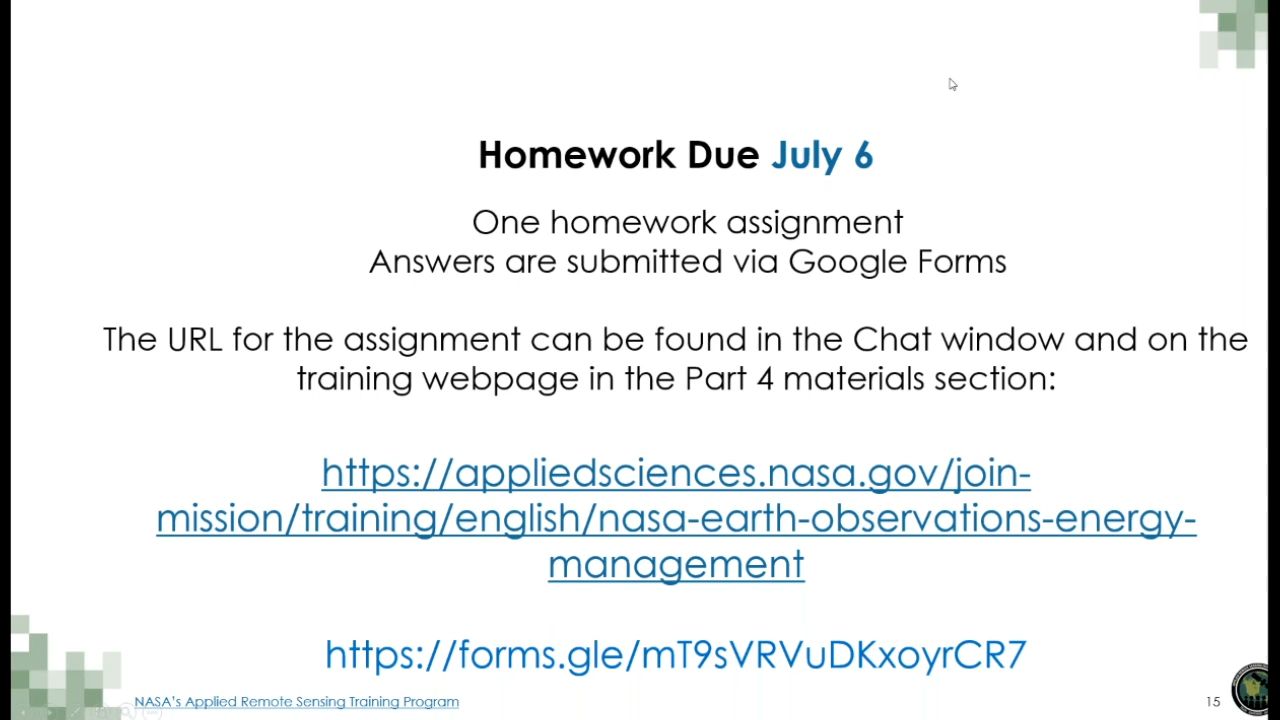 Homework Due July 6
One homework assignment
Answers are submitted via Google Forms
The URL for the assignment can be found in the Chat window and on the
training webpage in the Part 4 materials section:
https://appliedsciences.nasa.gov/join-
mission/training/english/nasa-earth-observations-energy-
management
https://forms.gle/mT9sVRVuDKxoyrCR7
NASA's Applied Remote Sensing Training Program
15